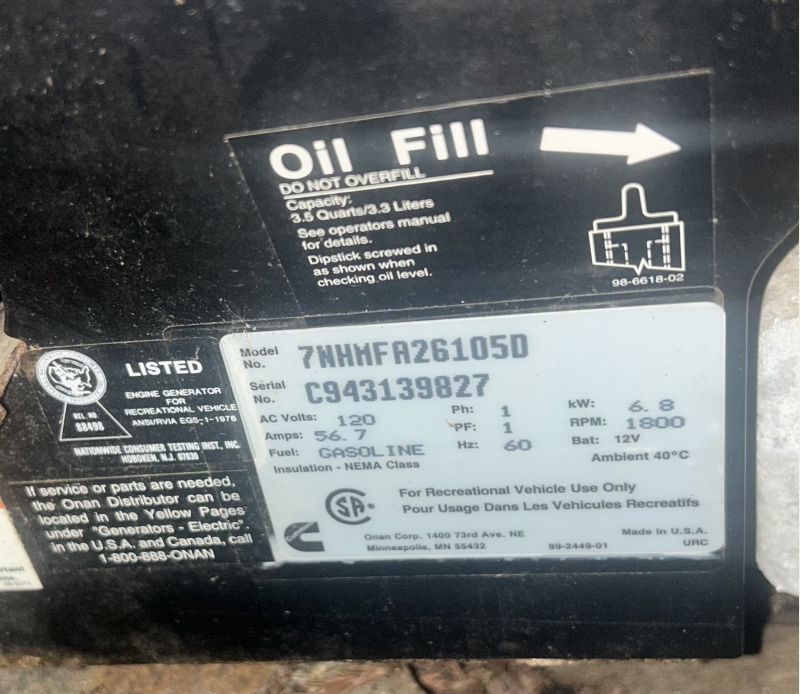 Oil Fill
DO NOT OVERFILL
Capacity:
3.5 Quarts/3.3 Liters
See operators manual
for details.
Dipstick screwed in
as shown when
checking oil level.
98-6618-02
LISTED
ENGINE GENERATOR
FOR
RECREATIONAL VEHICLE
ANSI/RVIA EGS-1-1976
REL NO
88498
NATIONWIDE CONSUMER TESTING INST., INC.
HOBOKEN, N.J. 07030
If service or parts are needed,
the Onan Distributor can be
located in the Yellow Pages
under "Generators - Electric".
In the U.S.A. and Canada, call
1-800-888-ONAN
Model No. 7NHMFA26105D
Serial No. C943139827
AC Volts: 120 Ph: 1 kW: 6.8
Amps: 56.7 PF: 1 RPM: 1800
Fuel: GASOLINE Hz: 60 Bat: 12V
Insulation - NEMA Class Ambient 40°C
SA
For Recreational Vehicle Use Only
Pour Usage Dans Les Vehicules Recreatifs
Onan Corp. 1400 73rd Ave. NE Made in U.S.A.
Minneapolis, MN 55432 99-2449-01 URC